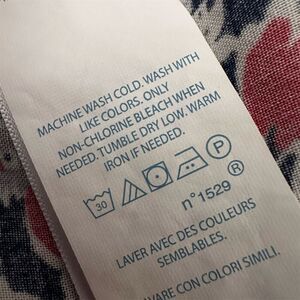 MACHINE WASH COLD. WASH WITH
LIKE COLORS. ONLY
NON-CHLORINE BLEACH WHEN
NEEDED. TUMBLE DRY LOW. WARM
IRON IF NEEDED.
30 P ®
n°1529
LAVER AVEC DES COULEURS
SEMBLABLES.
AVARE CON COLORI SIMILI.